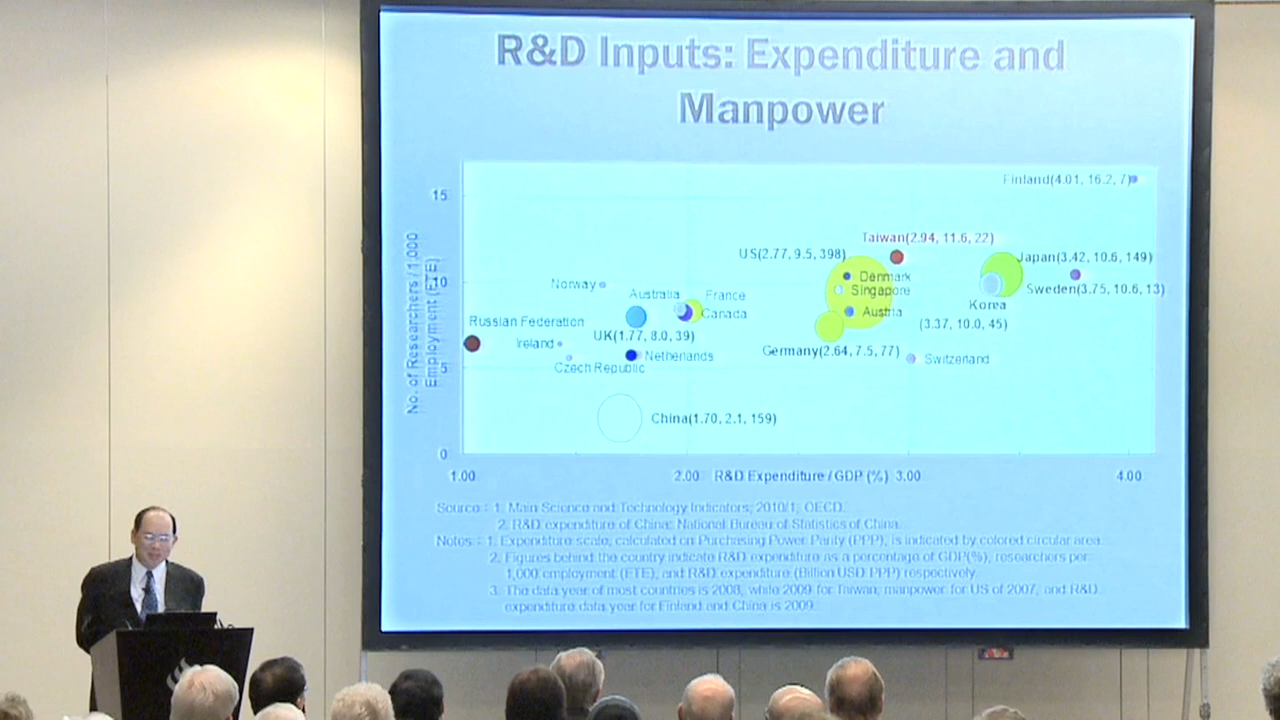 R&D Inputs: Expenditure and
Manpower
No. of Researchers / 1,000
Employment (FTE)
15
10
5
0
Finland(4.01, 16.2, 7)
Taiwan(2.94, 11.6, 22)
US(2.77, 9.5, 398)
Japan(3.42, 10.6, 149)
Denmark
Norway
Singapore
Sweden(3.75, 10.6, 13)
Australia
France
Korea
(3.37, 10.0, 45)
Canada
Austria
Russian Federation
UK(1.77, 8.0, 39)
Ireland
Germany(2.64, 7.5, 77)
Netherlands
Switzerland
Czech Republic
China(1.70, 2.1, 159)
1.00 2.00 R&D Expenditure / GDP (%) 3.00 4.00
Source : 1. Main Science and Technology Indicators, 2010/1, OECD.
2. R&D expenditure of China: National Bureau of Statistics of China.
Notes : 1. Expenditure scale, calculated on Purchasing Power Parity (PPP), is indicated by colored circular area.
2. Figures behind the country indicate R&D expenditure as a percentage of GDP(%), researchers per
1,000 employment (FTE), and R&D expenditure (Billion USD PPP) respectively.
3. The data year of most countries is 2008, while 2009 for Taiwan, manpower for US of 2007, and R&D
expenditure data year for Finland and China is 2009.